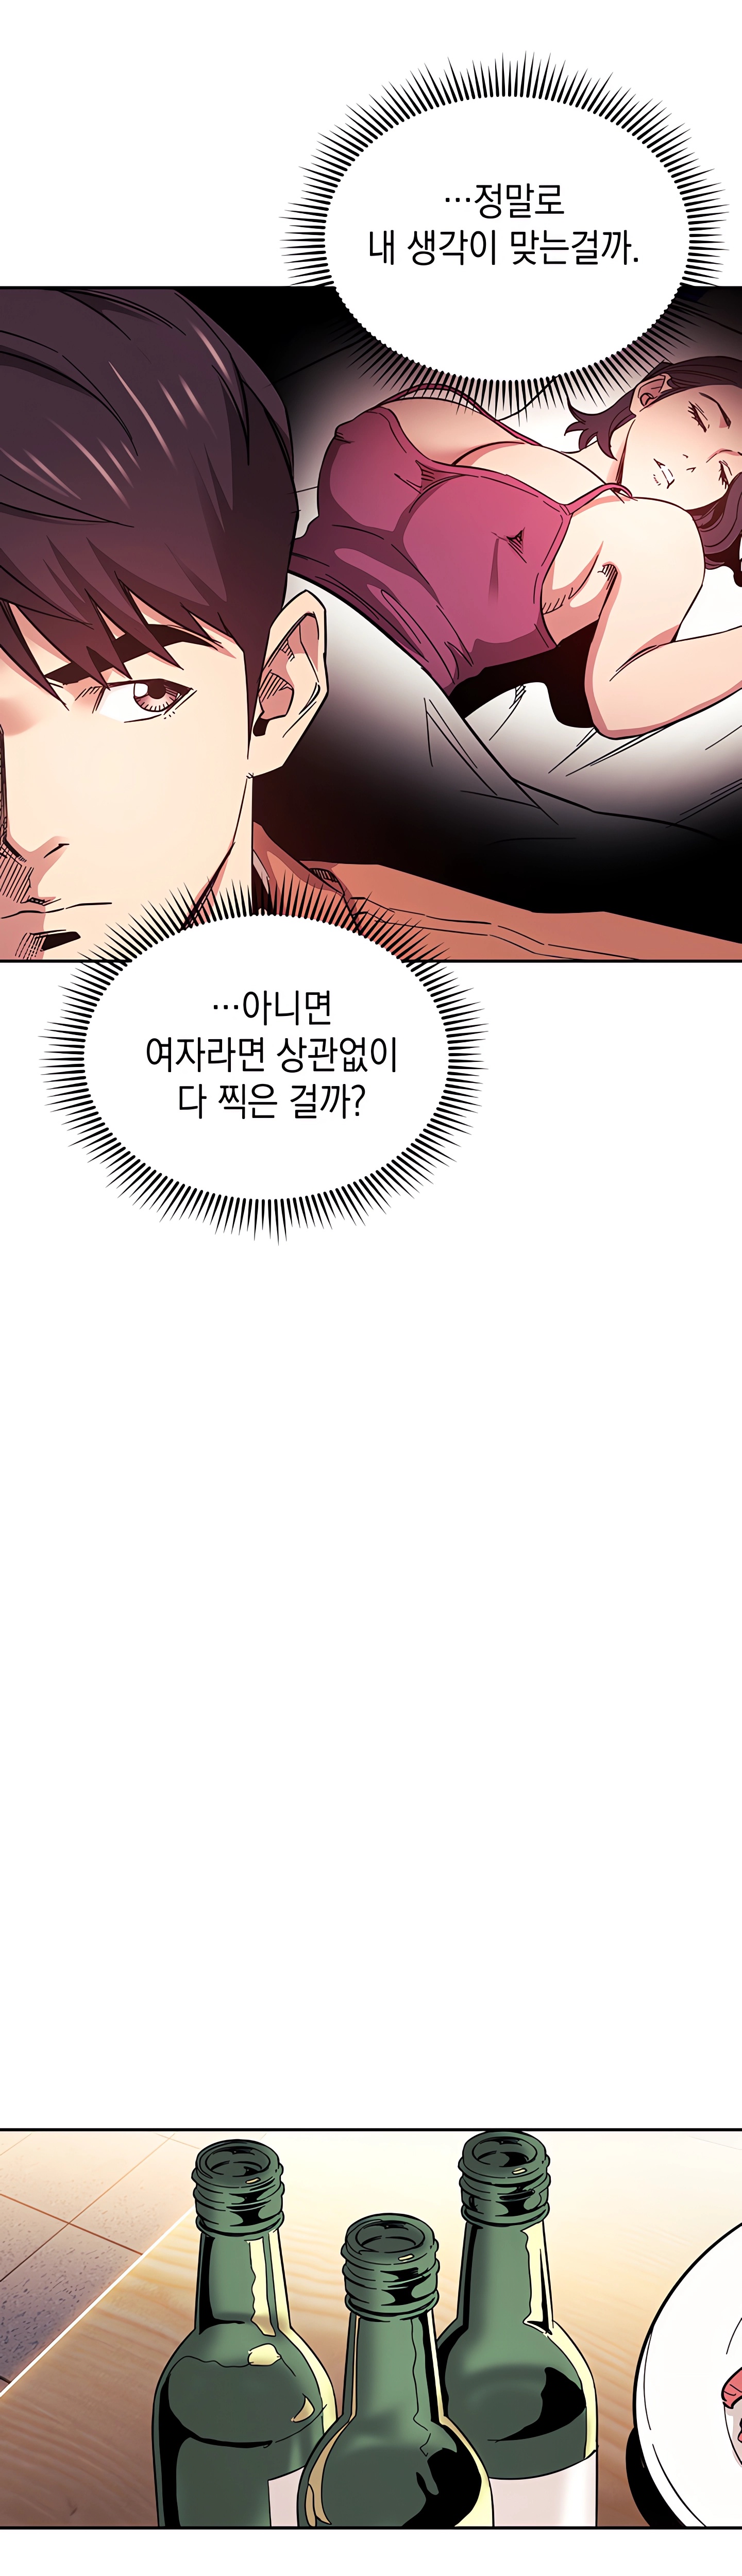 …정말로
내 생각이 맞는걸까.
…아니면
여자라면 상관없이
다 찍은 걸까?